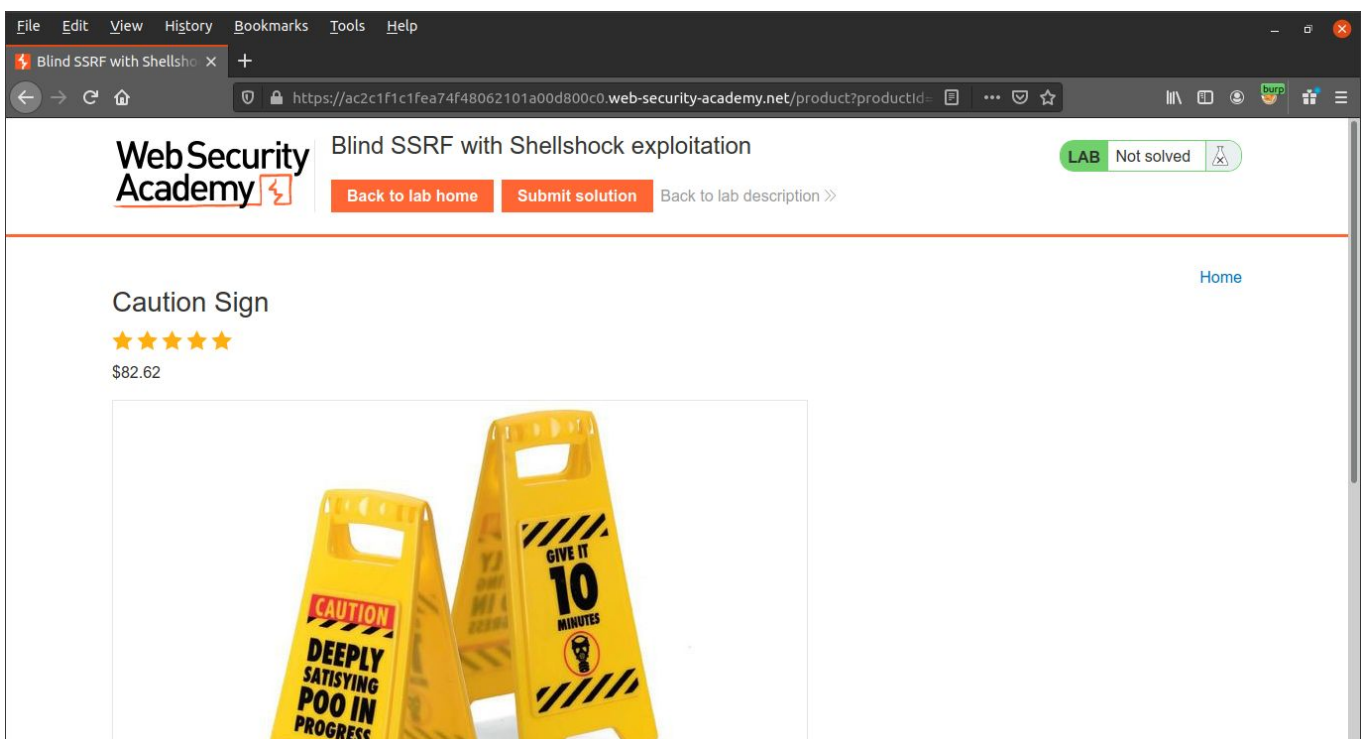 File Edit View History Bookmarks Tools Help
Blind SSRF with Shellsho
https://ac2c1f1c1fea74f48062101a00d800c0.web-security-academy.net/product?productId=
burp
Web Security
Academy
Blind SSRF with Shellshock exploitation
Back to lab home
Submit solution
Back to lab description
LAB Not solved
Home
Caution Sign
$82.62
CAUTION
DEEPLY
SATISYING
POO IN
PROGRESS
GIVE IT
10
MINUTES